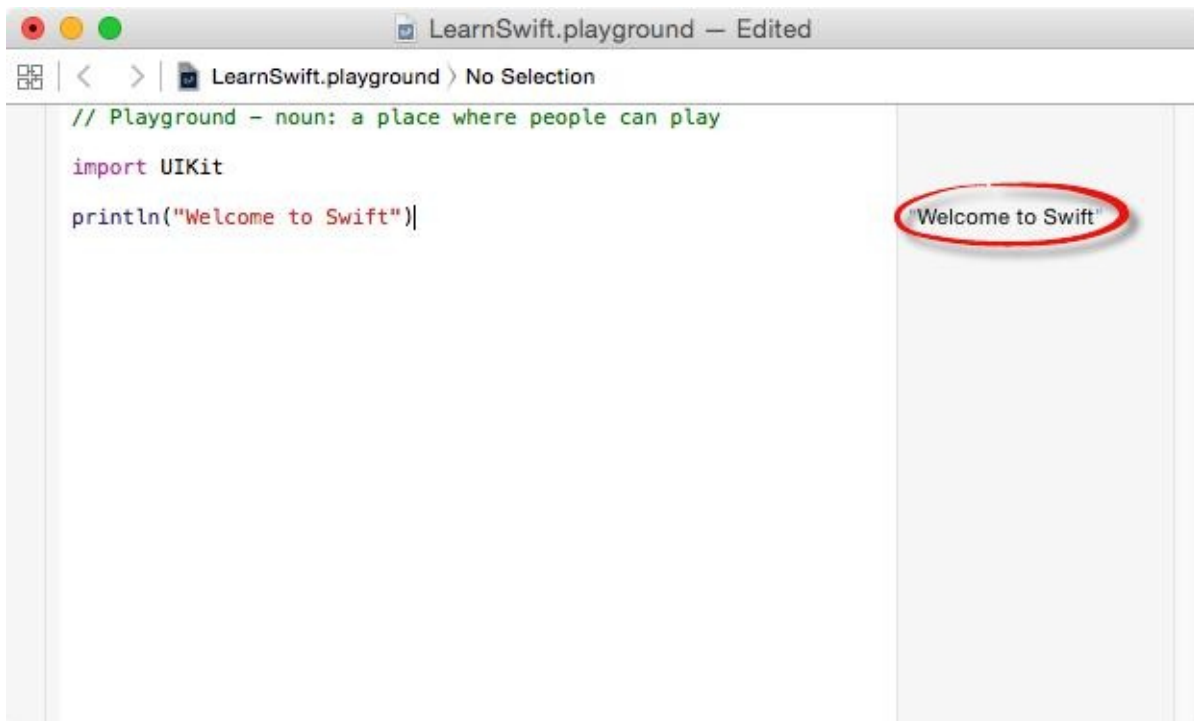 LearnSwift.playground — Edited
LearnSwift.playground 〉 No Selection
// Playground – noun: a place where people can play
import UIKit
println("Welcome to Swift")
"Welcome to Swift"